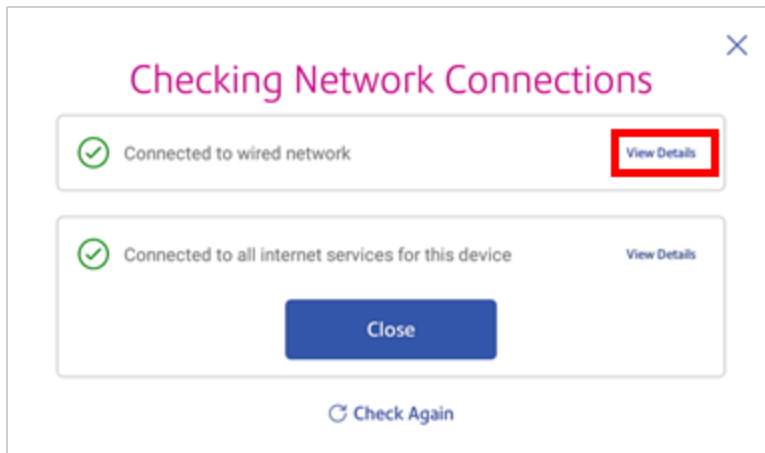 Checking Network Connections
Connected to wired network View Details
Connected to all internet services for this device View Details
Close
Check Again